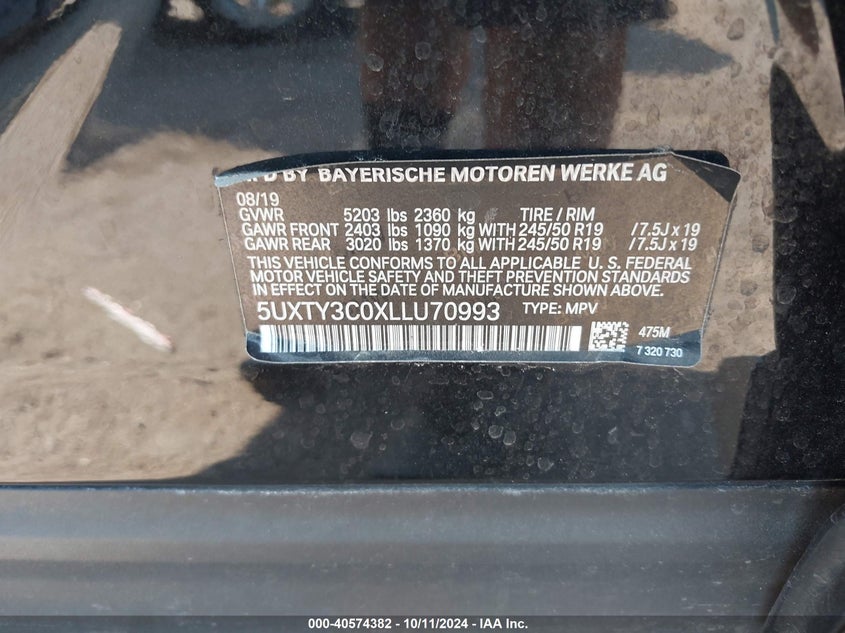 BY BAYERISCHE MOTOREN WERKE AG
08/19
GVWR 5203 lbs 2360 kg TIRE / RIM
GAWR FRONT 2403 lbs 1090 kg WITH 245/50 R19 /7.5J x 19
GAWR REAR 3020 lbs 1370 kg WITH 245/50 R19 /7.5J x 19
THIS VEHICLE CONFORMS TO ALL APPLICABLE U. S. FEDERAL
MOTOR VEHICLE SAFETY AND THEFT PREVENTION STANDARDS
IN EFFECT ON THE DATE OF MANUFACTURE SHOWN ABOVE.
5UXTY3C0XLLU70993 TYPE: MPV
475M
7 320 730
000-40574382 - 10/11/2024 - IAA Inc.